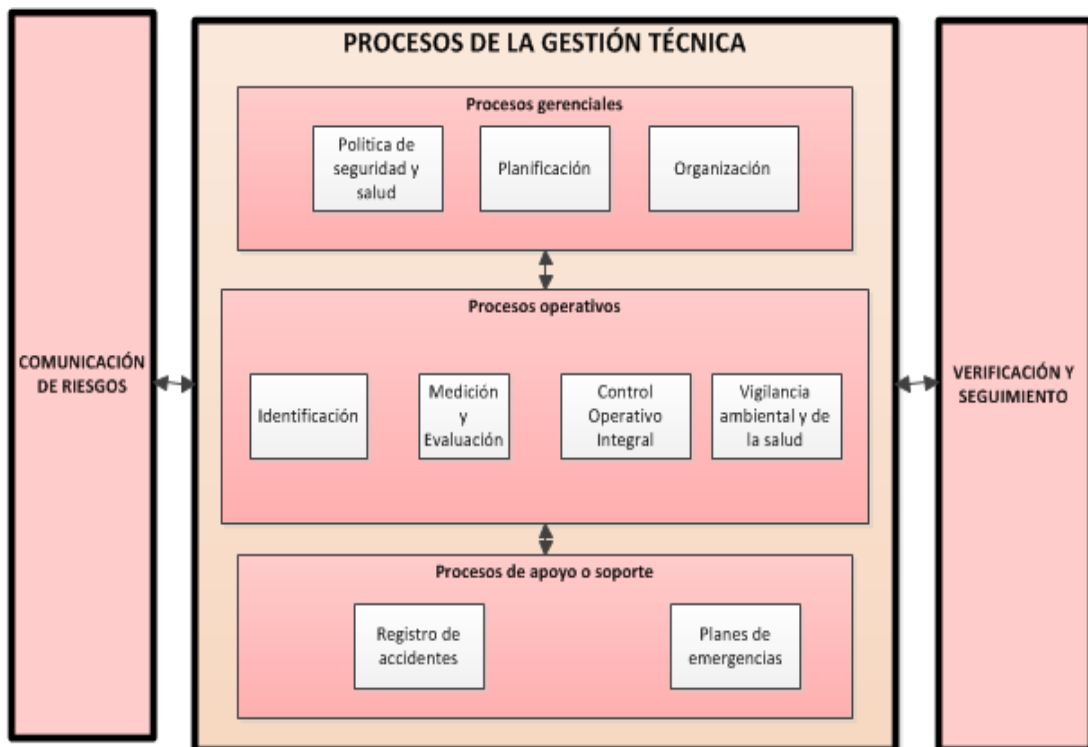 PROCESOS DE LA GESTIÓN TÉCNICA
Procesos gerenciales
Política de
seguridad y
salud
Planificación
Organización
Procesos operativos
COMUNICACIÓN
DE RIESGOS
Identificación
Medición
y
Evaluación
Control
Operativo
Integral
Vigilancia
ambiental y de
la salud
VERIFICACIÓN Y
SEGUIMIENTO
Procesos de apoyo o soporte
Registro de
accidentes
Planes de
emergencias